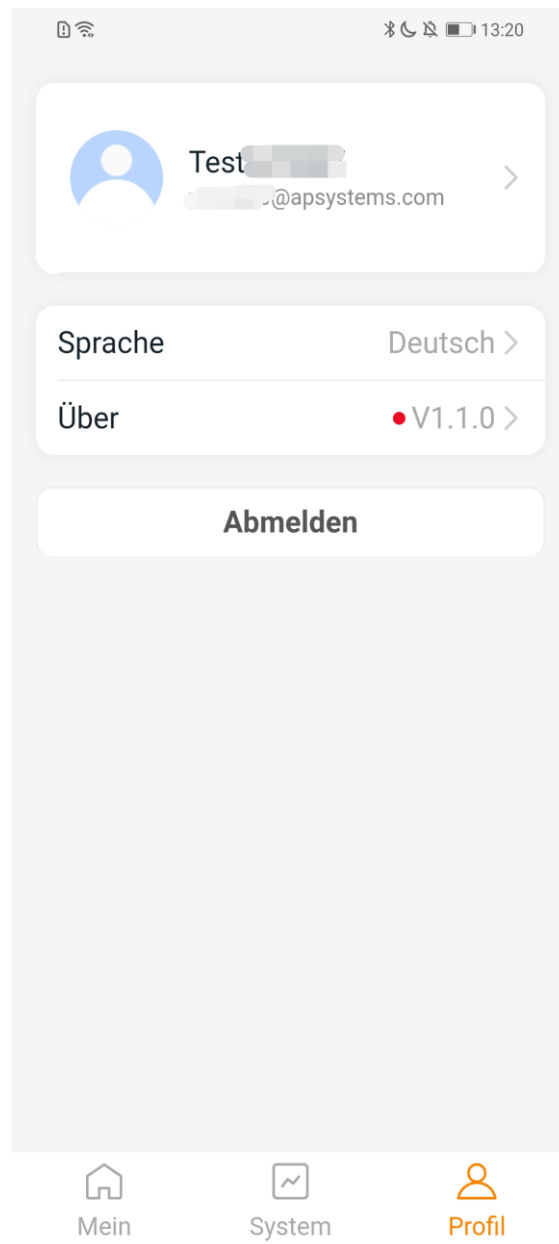 13:20
Test
@apsystems.com
Sprache Deutsch
Über V1.1.0
Abmelden
Mein System Profil